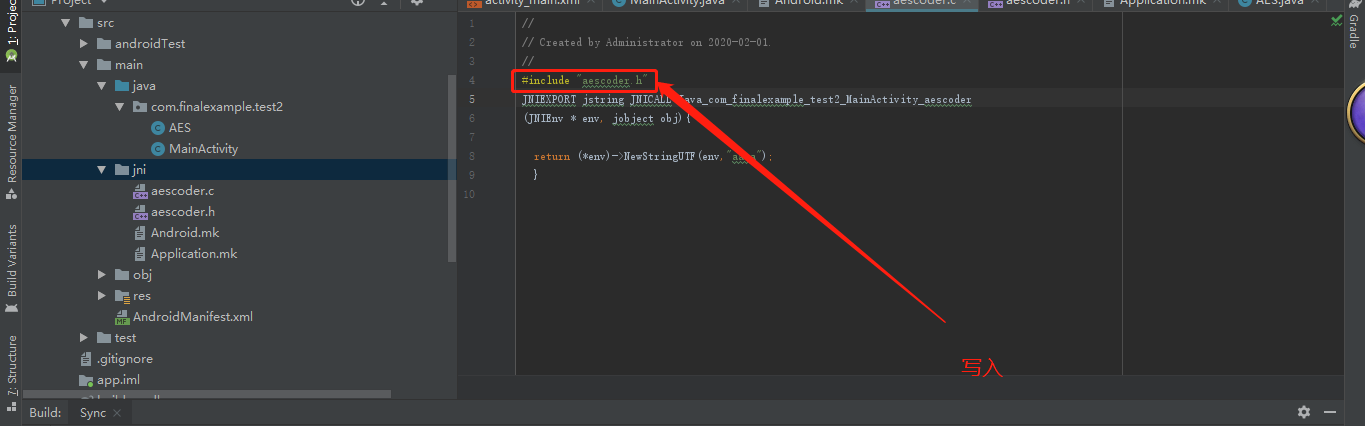 Project
activity_main.xml
MainActivity.java
Android.mk
aescoder.c
aescoder.h
Application.mk
AES.java
1: Project
Resource Manager
Build Variants
7: Structure
src
androidTest
main
java
com.finalexample.test2
AES
MainActivity
jni
aescoder.c
aescoder.h
Android.mk
Application.mk
obj
res
AndroidManifest.xml
test
.gitignore
app.iml
1 //
2 // Created by Administrator on 2020-02-01.
3 //
4 #include "aescoder.h"
5 JNIEXPORT jstring JNICALL Java_com_finalexample_test2_MainActivity_aescoder
6 (JNIEnv * env, jobject obj){
7
8 return (*env)->NewStringUTF(env,"
");
9 }
10
写入
Gradle
Build:
Sync